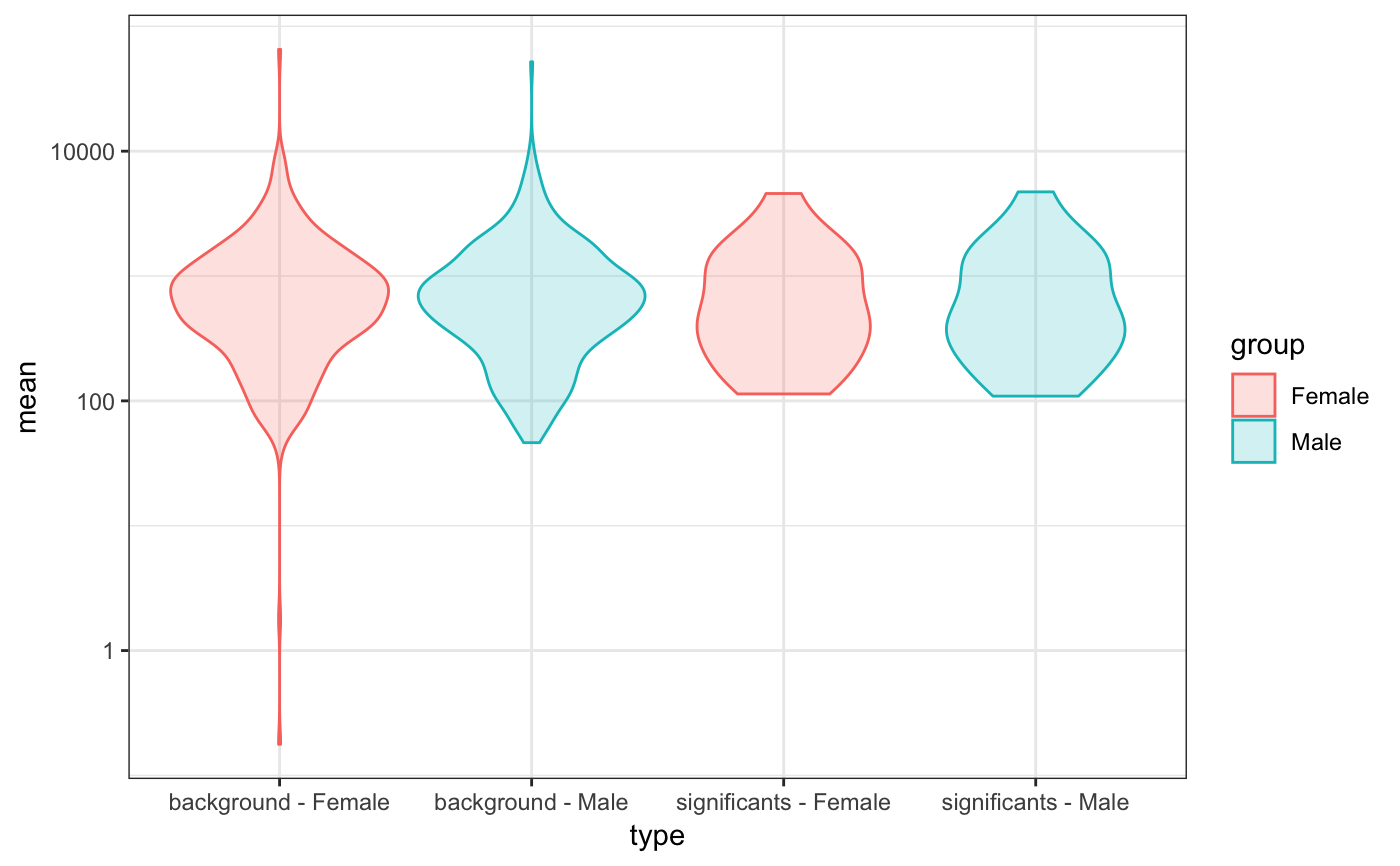 mean
10000
100
1
background - Female
background - Male
significants - Female
significants - Male
type
group
Female
Male